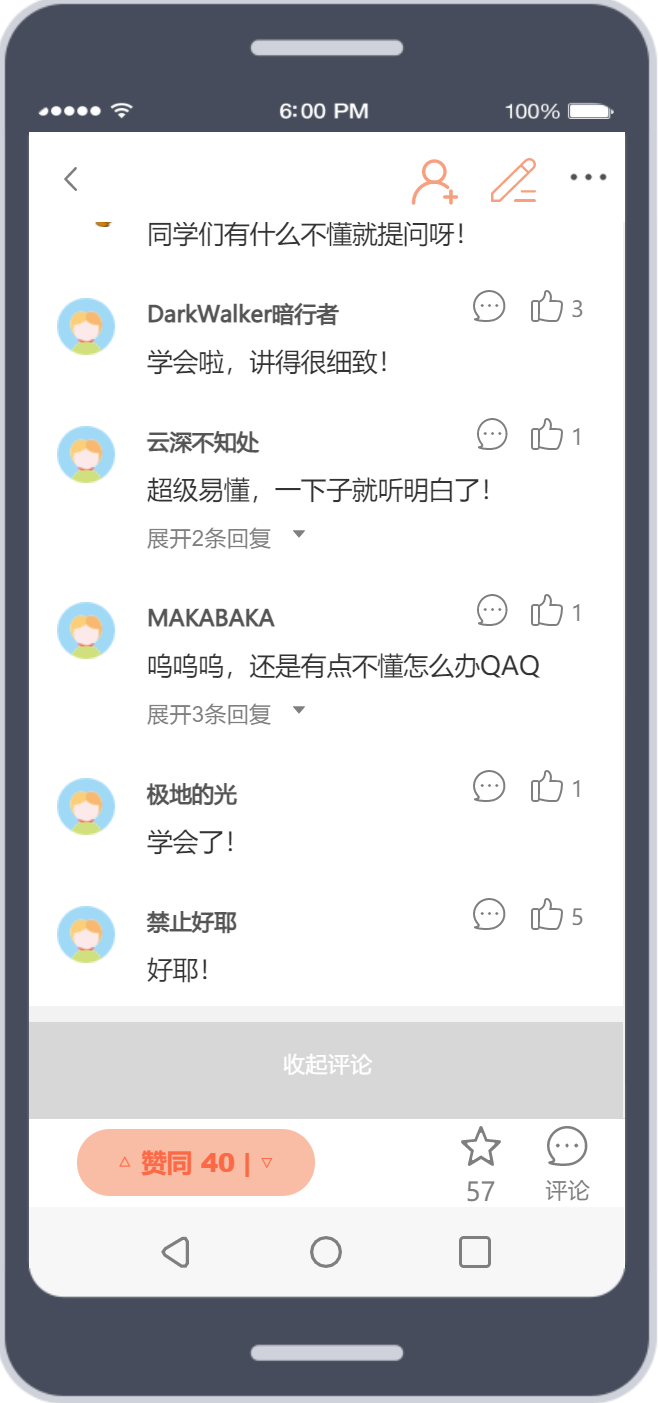 6:00 PM
100%
同学们有什么不懂就提问呀！
DarkWalker暗行者
3
学会啦，讲得很细致！
云深不知处
1
超级易懂，一下子就听明白了！
展开2条回复
MAKABAKA
1
呜呜呜，还是有点不懂怎么办QAQ
展开3条回复
极地的光
1
学会了！
禁止好耶
5
好耶！
收起评论
赞同 40 |
57
评论